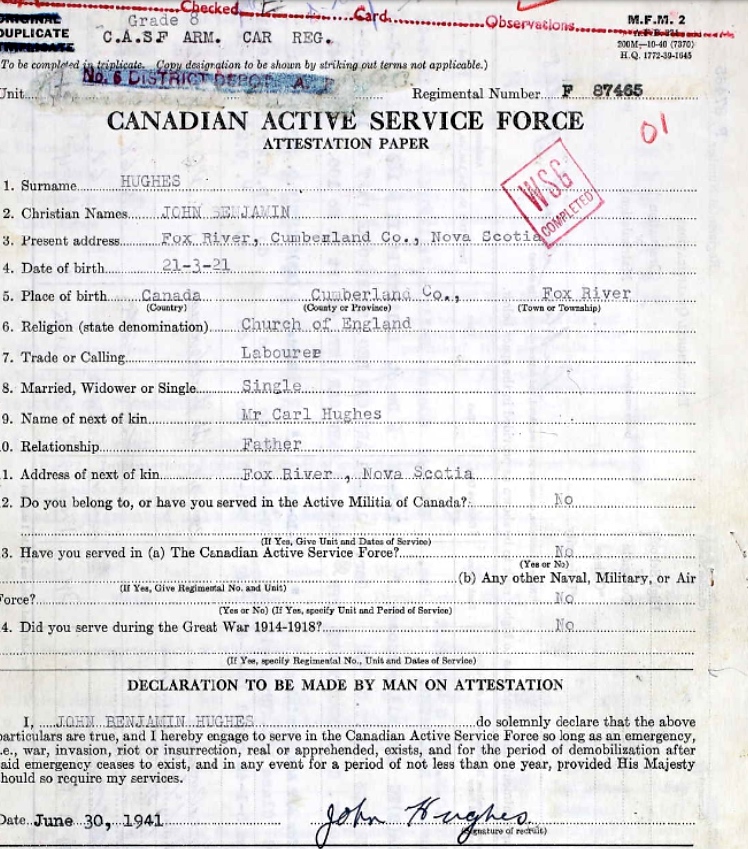 Checked Card Observations
ORIGINAL Grade 8 M.F.M. 2
DUPLICATE C.A.S.F ARM. CAR REG.
TRIPLICATE 200M—10-40 (7370)
H.Q. 1772-39-1645
To be completed in triplicate. Copy designation to be shown by striking out terms not applicable.)
No. 6 DISTRICT DEPOT
Unit Regimental Number F 87465
CANADIAN ACTIVE SERVICE FORCE
01
ATTESTATION PAPER
WSG
COMPLETED
1. Surname HUGHES
2. Christian Names JOHN BENJAMIN
3. Present address Fox River, Cumberland Co., Nova Scotia
4. Date of birth 21-3-21
5. Place of birth Canada Cumberland Co., Fox River
(Country) (County or Province) (Town or Township)
6. Religion (state denomination) Church of England
7. Trade or Calling Labourer
8. Married, Widower or Single Single
9. Name of next of kin Mr Carl Hughes
0. Relationship Father
1. Address of next of kin Fox River , Nova Scotia
2. Do you belong to, or have you served in the Active Militia of Canada? No
(If Yes, Give Unit and Dates of Service)
3. Have you served in (a) The Canadian Active Service Force? No
(Yes or No)
(b) Any other Naval, Military, or Air
(If Yes, Give Regimental No. and Unit)
Force? No
(Yes or No) (If Yes, specify Unit and Period of Service)
4. Did you serve during the Great War 1914-1918? No
(If Yes, specify Regimental No., Unit and Dates of Service)
DECLARATION TO BE MADE BY MAN ON ATTESTATION
I, JOHN BENJAMIN HUGHES do solemnly declare that the above
particulars are true, and I hereby engage to serve in the Canadian Active Service Force so long as an emergency,
i.e., war, invasion, riot or insurrection, real or apprehended, exists, and for the period of demobilization after
said emergency ceases to exist, and in any event for a period of not less than one year, provided His Majesty
should so require my services.
Date June 30, 1941 John Hughes
(Signature of recruit)